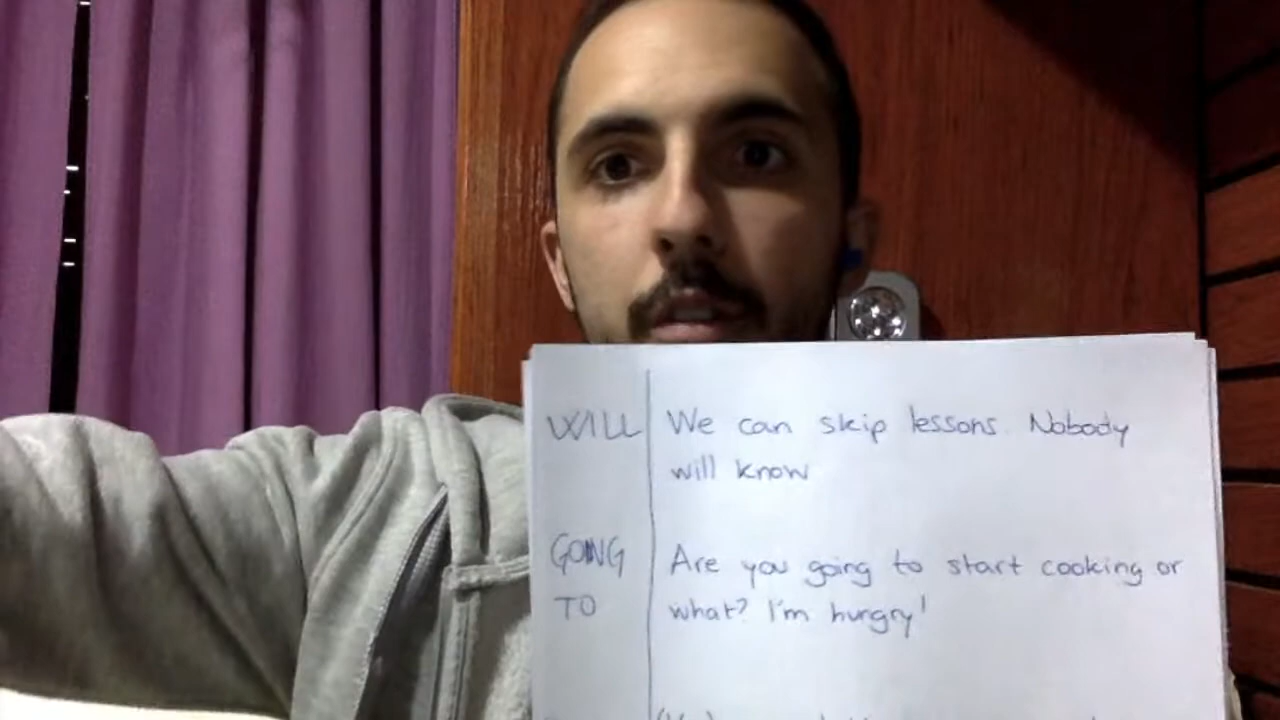 WILL
We can skip lessons. Nobody
will know
GOING
TO
Are you going to start cooking or
what? I'm hungry!